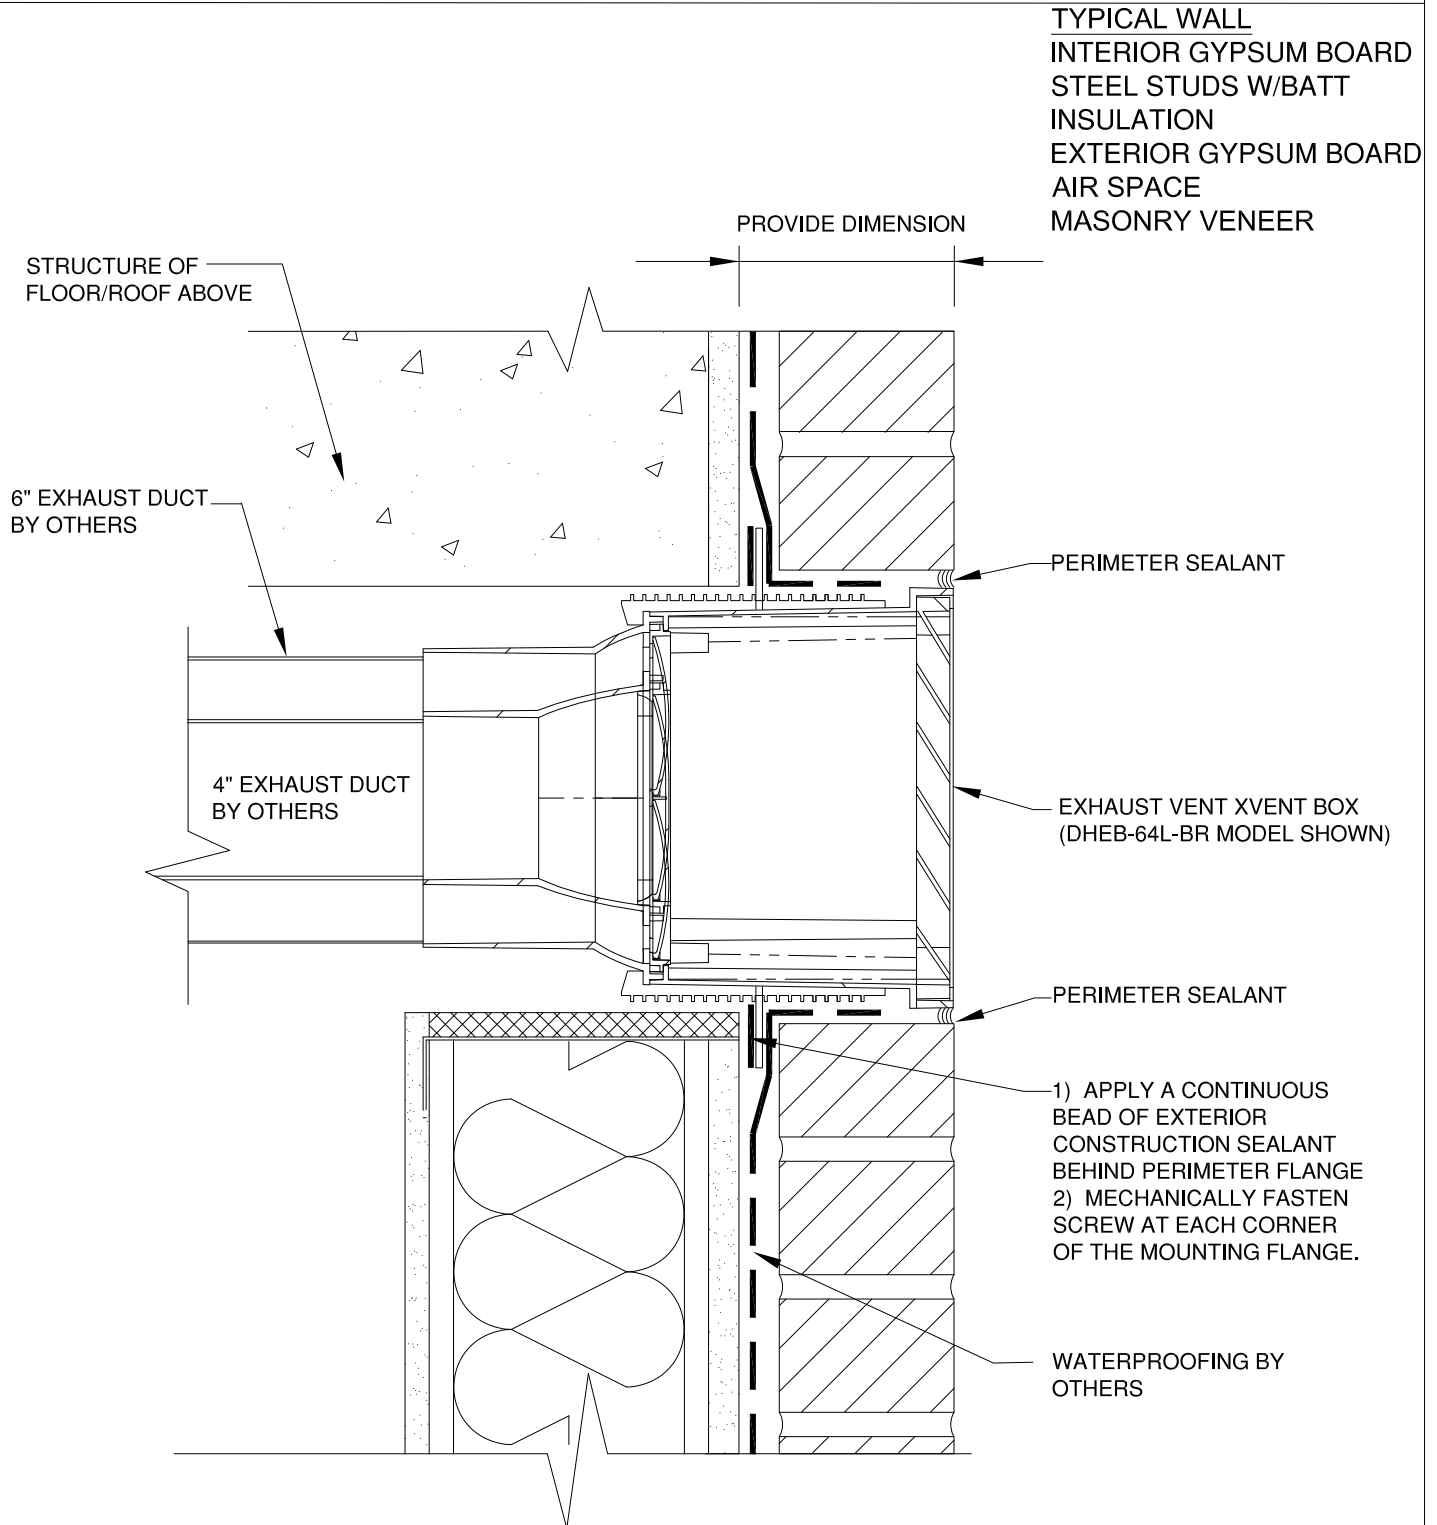 TYPICAL WALL
INTERIOR GYPSUM BOARD
STEEL STUDS W/BATT
INSULATION
EXTERIOR GYPSUM BOARD
AIR SPACE
MASONRY VENEER
PROVIDE DIMENSION
STRUCTURE OF
FLOOR/ROOF ABOVE
6" EXHAUST DUCT
BY OTHERS
PERIMETER SEALANT
4" EXHAUST DUCT
BY OTHERS
EXHAUST VENT XVENT BOX
(DHEB-64L-BR MODEL SHOWN)
PERIMETER SEALANT
1) APPLY A CONTINUOUS
BEAD OF EXTERIOR
CONSTRUCTION SEALANT
BEHIND PERIMETER FLANGE
2) MECHANICALLY FASTEN
SCREW AT EACH CORNER
OF THE MOUNTING FLANGE.
WATERPROOFING BY
OTHERS